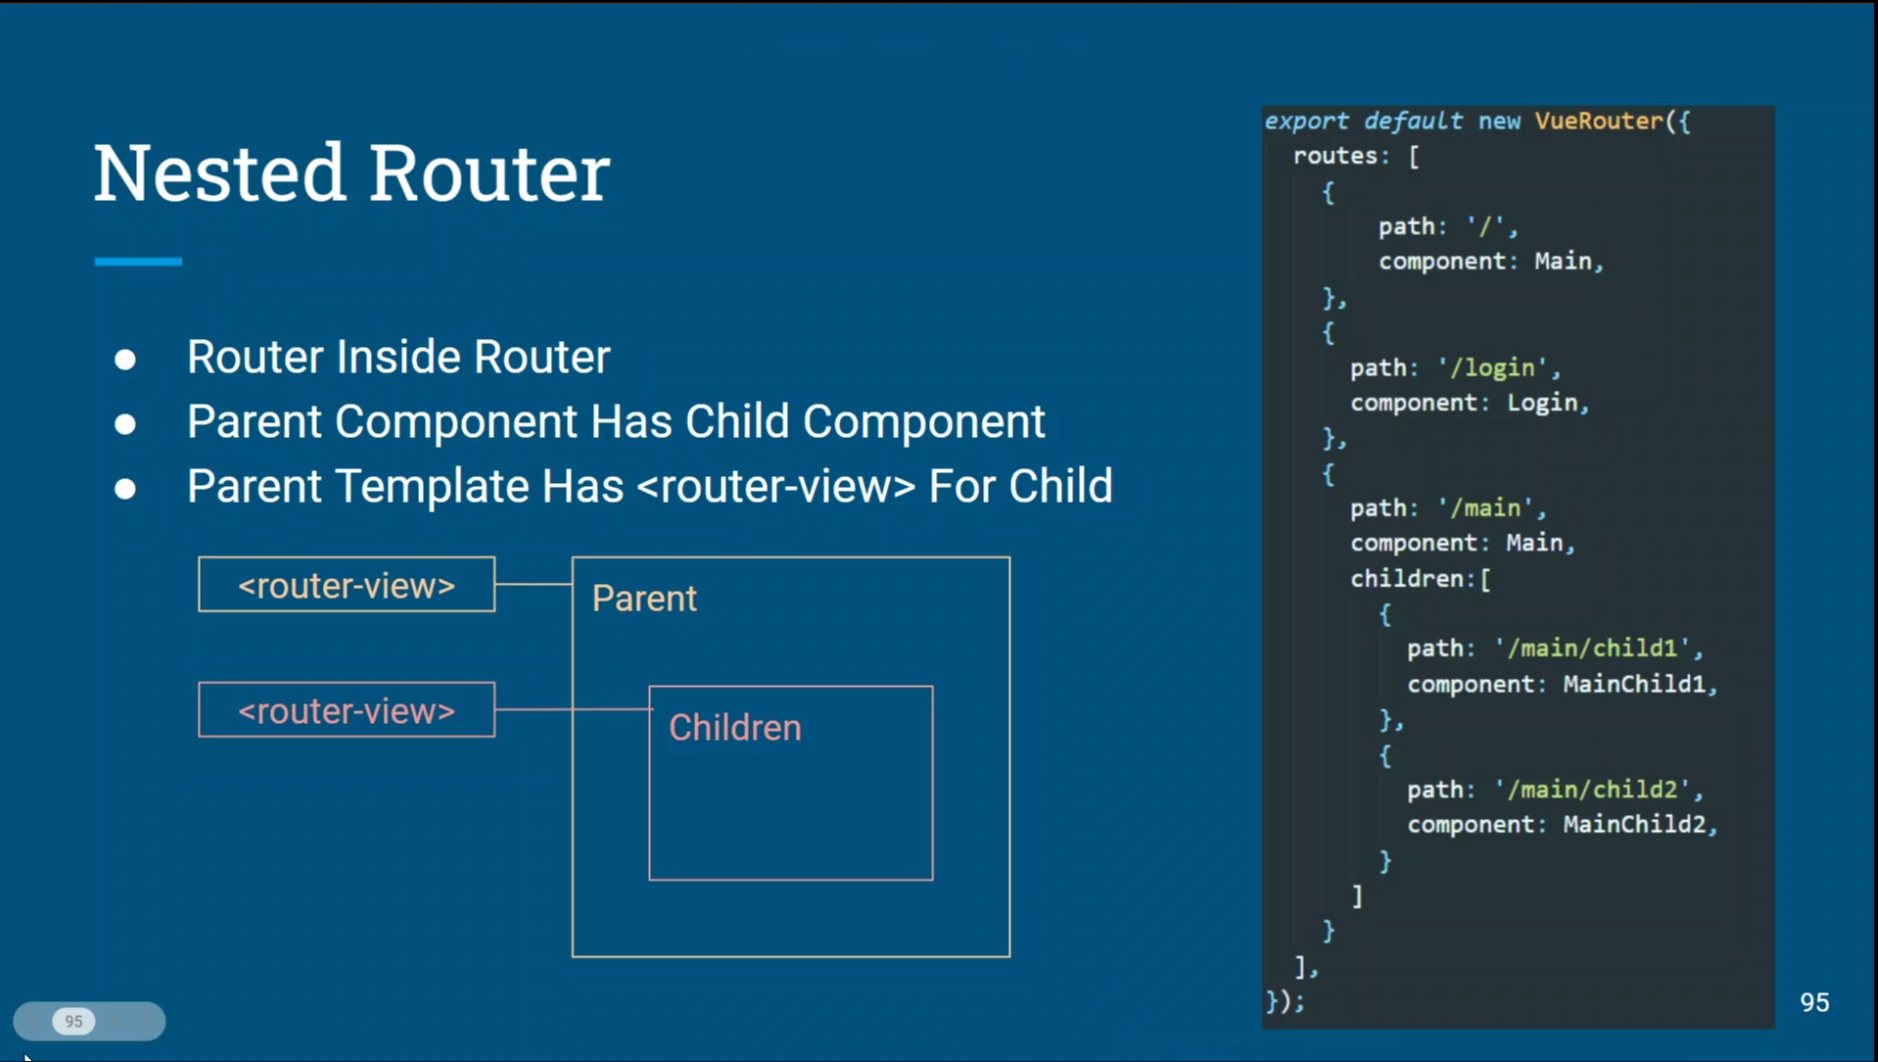 Nested Router
● Router Inside Router
● Parent Component Has Child Component
● Parent Template Has <router-view> For Child
<router-view>
Parent
<router-view>
Children
export default new VueRouter({
  routes: [
    {
        path: '/',
        component: Main,
    },
    {
      path: '/login',
      component: Login,
    },
    {
      path: '/main',
      component: Main,
      children:[
        {
          path: '/main/child1',
          component: MainChild1,
        },
        {
          path: '/main/child2',
          component: MainChild2,
        }
      ]
    }
  ],
});
95
95